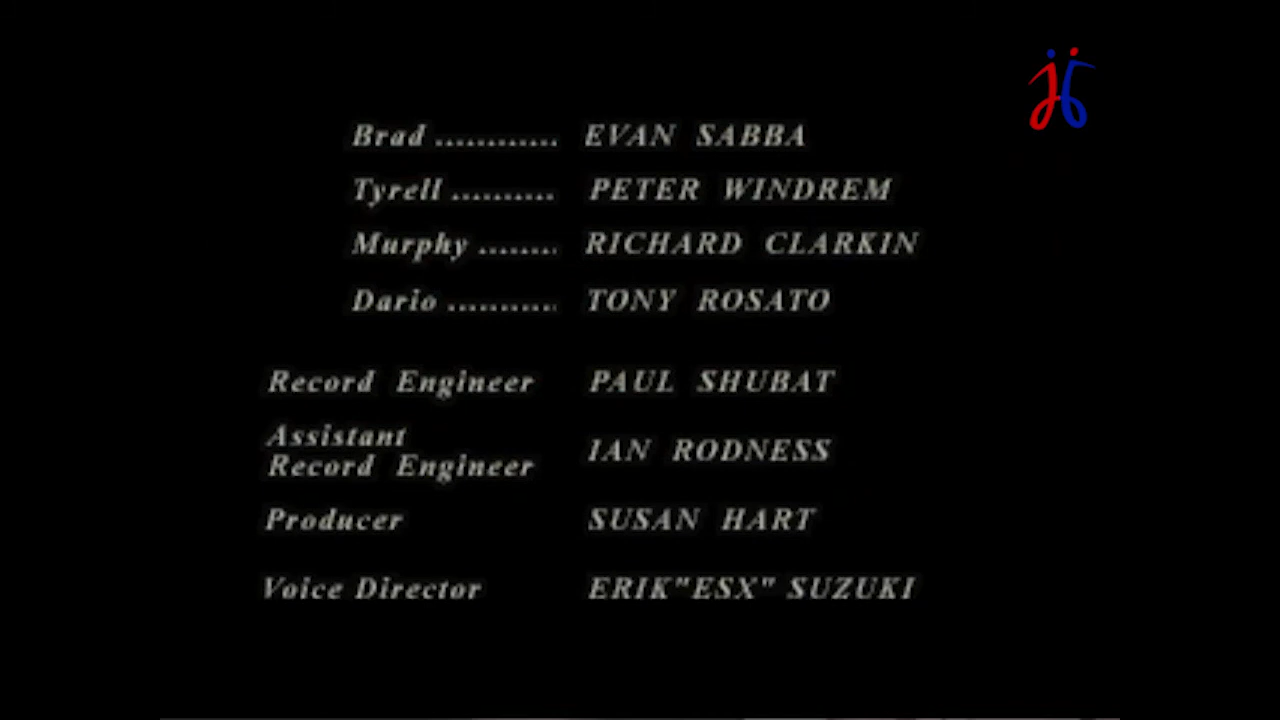 Brad ............ EVAN SABBA
Tyrell .......... PETER WINDREM
Murphy ........ RICHARD CLARKIN
Dario ........... TONY ROSATO
Record Engineer PAUL SHUBAT
Assistant
Record Engineer IAN RODNESS
Producer SUSAN HART
Voice Director ERIK"ESX" SUZUKI